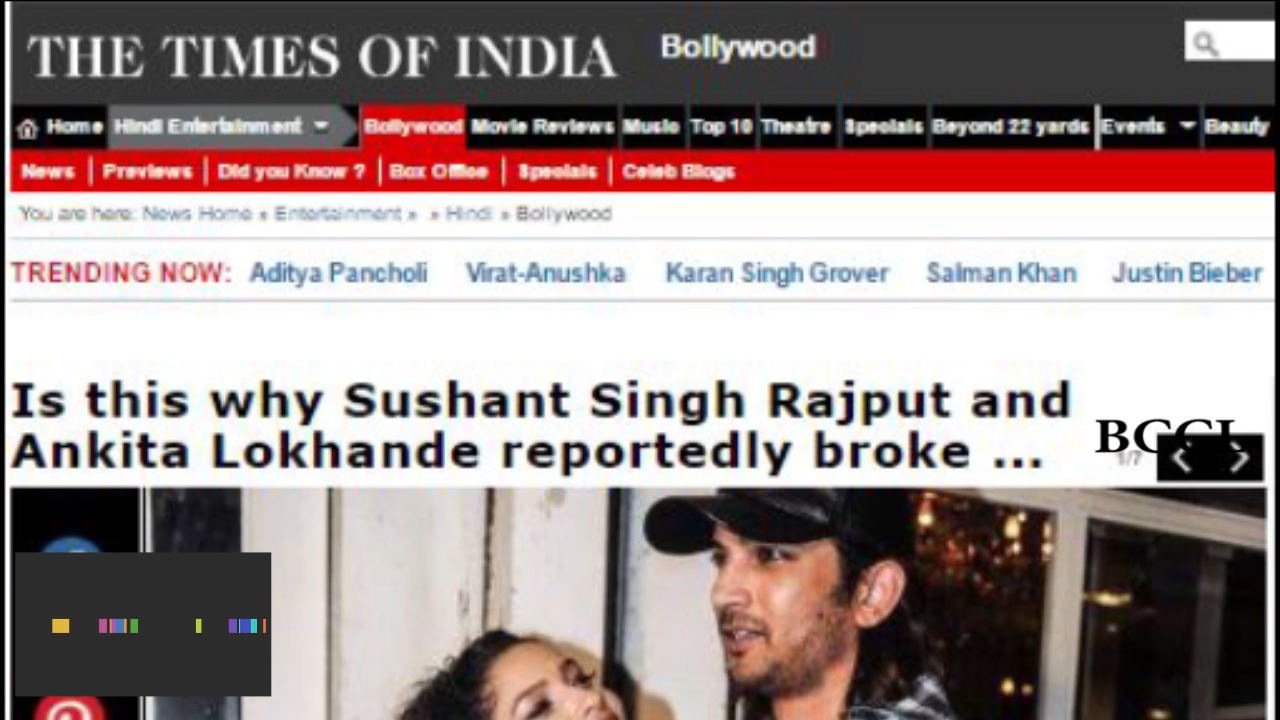 THE TIMES OF INDIA Bollywood
Home Hindi Entertainment Bollywood Movie Reviews Music Top 10 Theatre Specials Beyond 22 yards Events Beauty
News Previews Did you Know ? Box Office Specials Celeb Blogs
You are here: News Home » Entertainment » » Hindi » Bollywood
TRENDING NOW: Aditya Pancholi Virat-Anushka Karan Singh Grover Salman Khan Justin Bieber
Is this why Sushant Singh Rajput and
Ankita Lokhande reportedly broke ...
BCCI
1/7